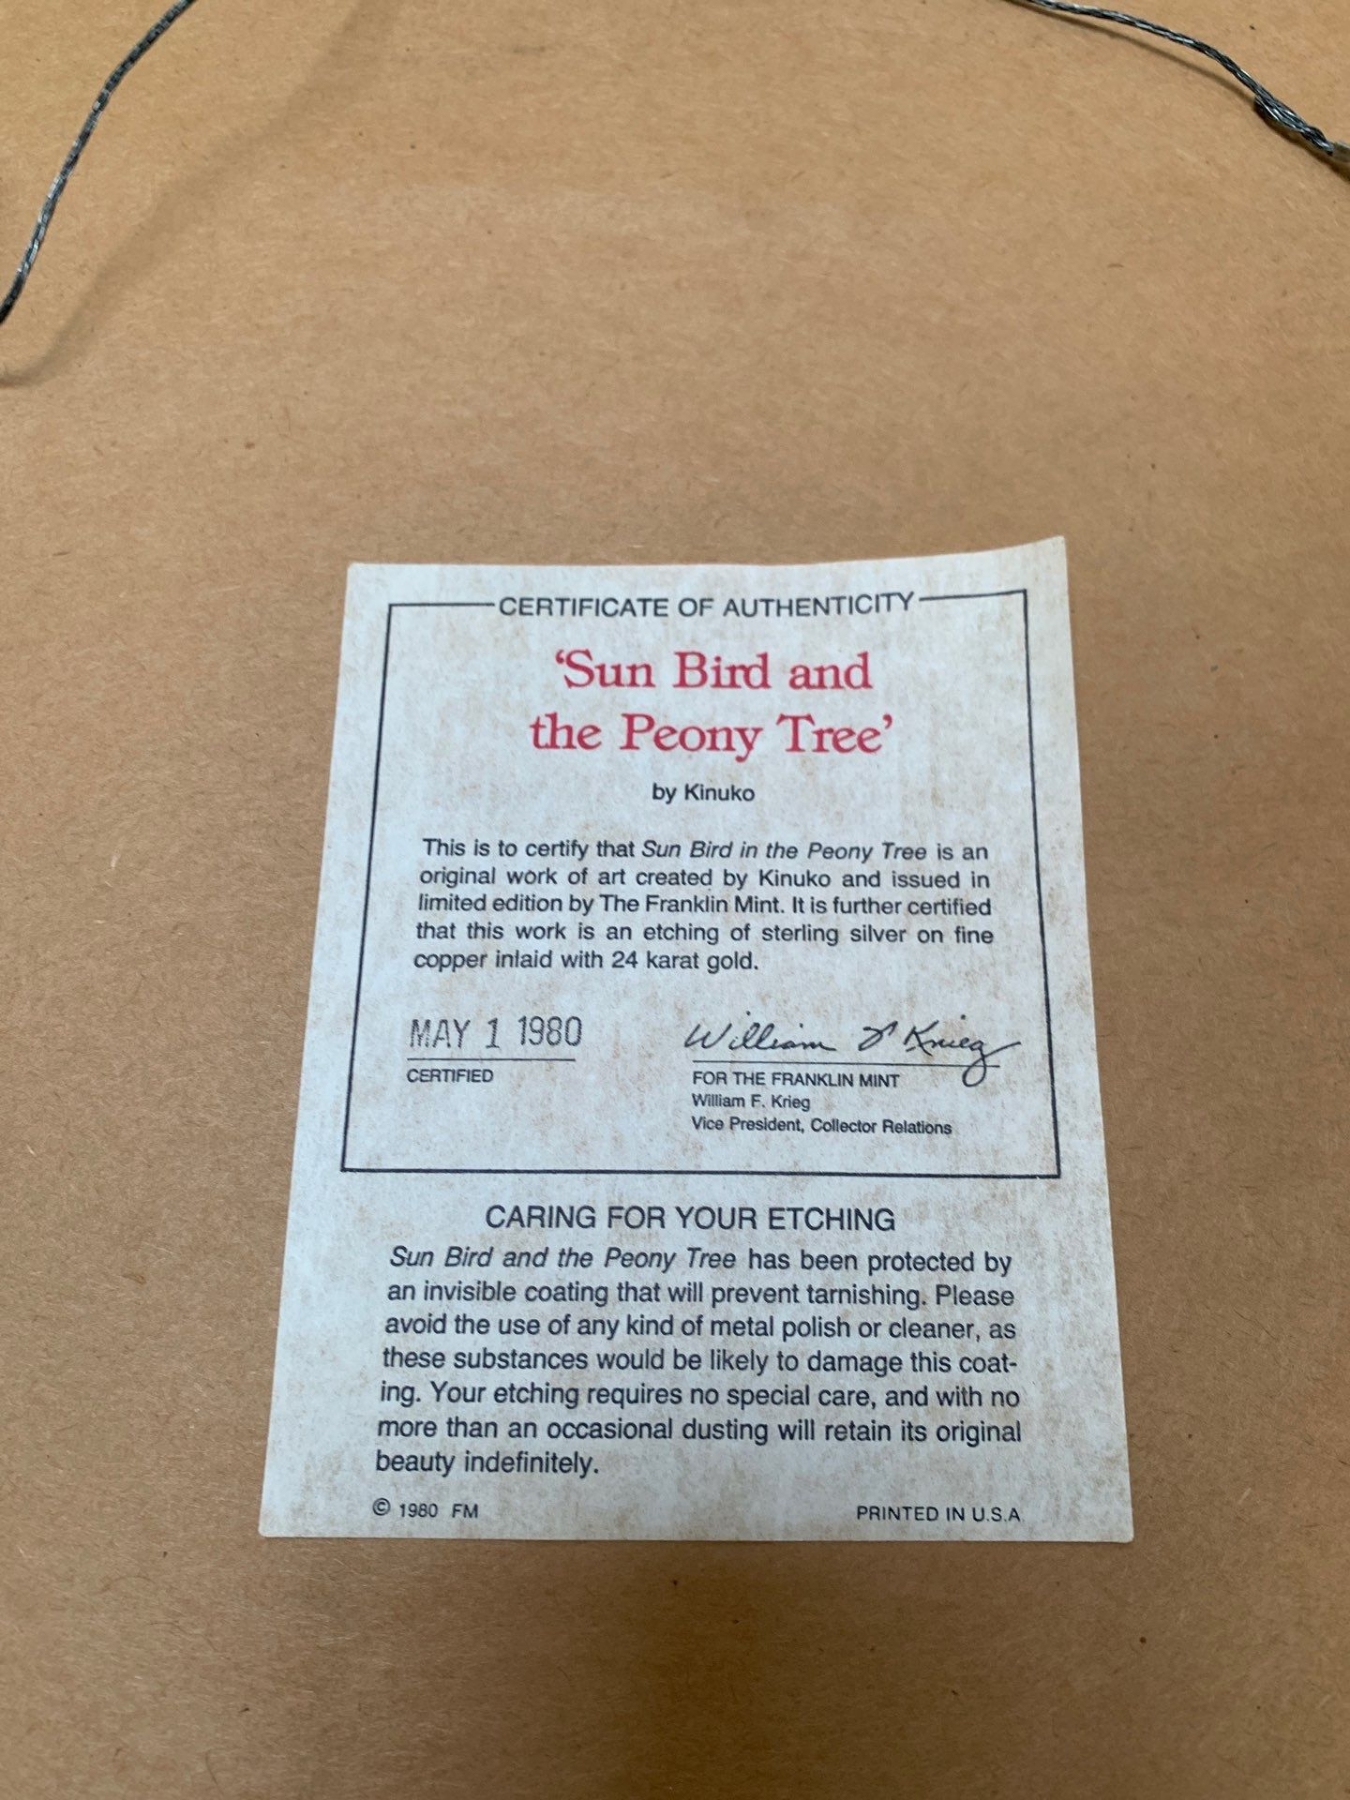 CERTIFICATE OF AUTHENTICITY
‘Sun Bird and
the Peony Tree’
by Kinuko
This is to certify that Sun Bird in the Peony Tree is an
original work of art created by Kinuko and issued in
limited edition by The Franklin Mint. It is further certified
that this work is an etching of sterling silver on fine
copper inlaid with 24 karat gold.
MAY 1 1980
CERTIFIED
William F Krieg
FOR THE FRANKLIN MINT
William F. Krieg
Vice President, Collector Relations
CARING FOR YOUR ETCHING
Sun Bird and the Peony Tree has been protected by
an invisible coating that will prevent tarnishing. Please
avoid the use of any kind of metal polish or cleaner, as
these substances would be likely to damage this coat-
ing. Your etching requires no special care, and with no
more than an occasional dusting will retain its original
beauty indefinitely.
© 1980 FM
PRINTED IN U.S.A